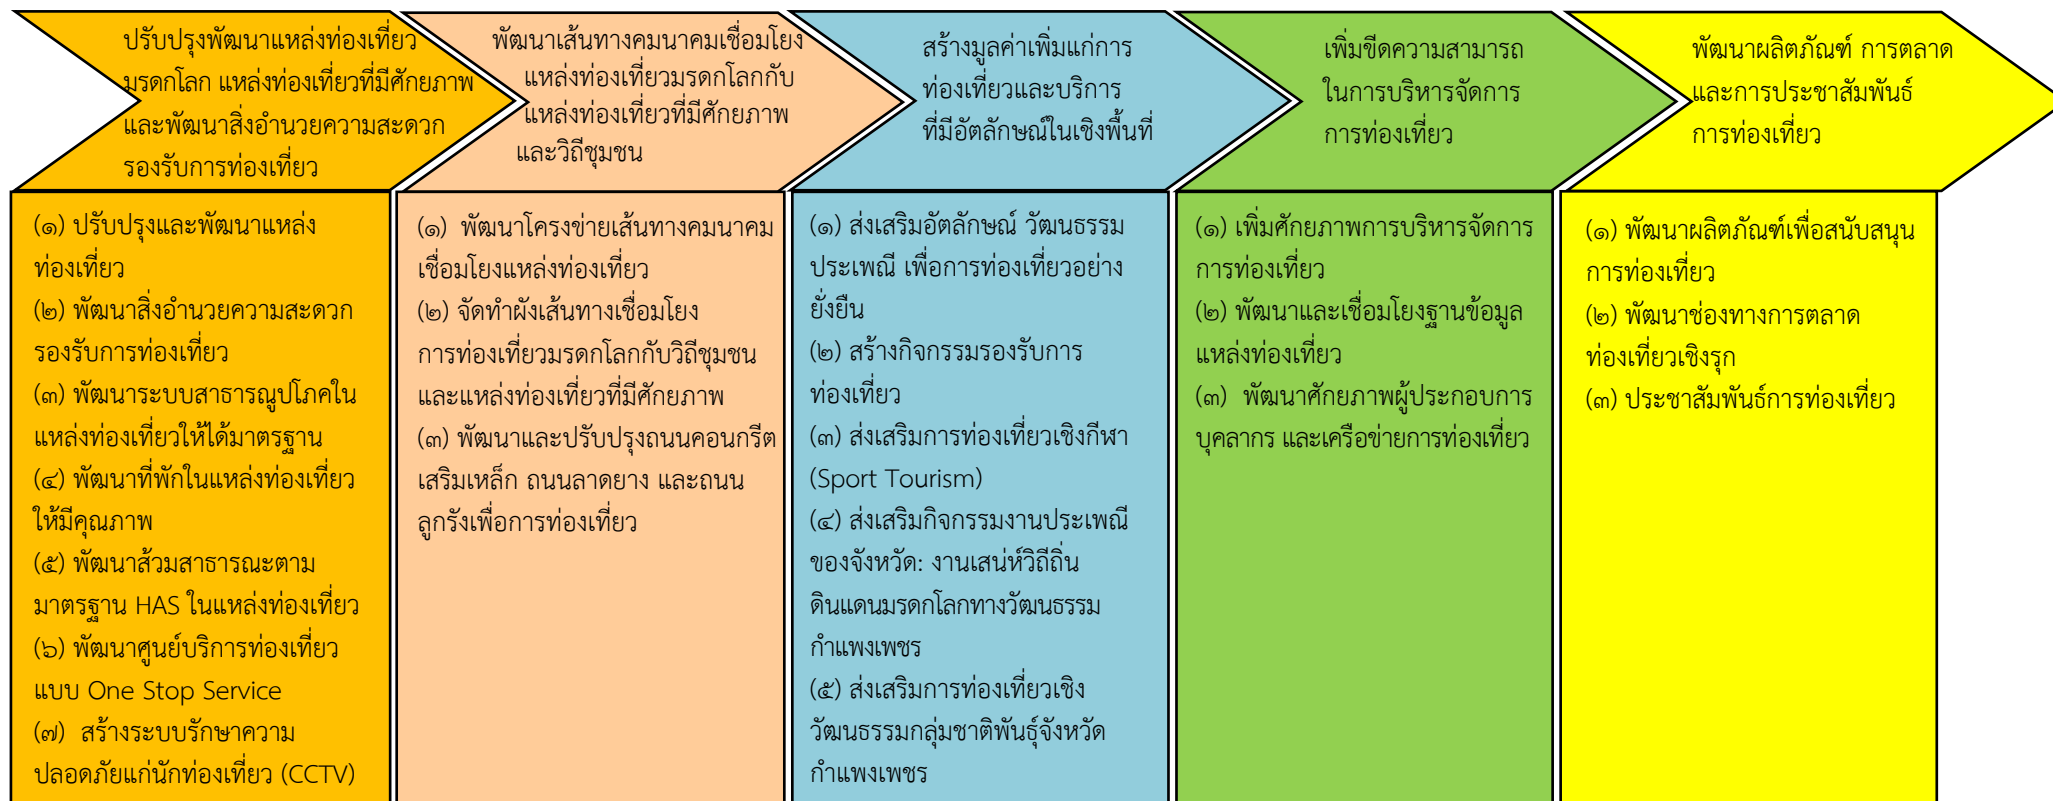 ปรับปรุงพัฒนาแหล่งท่องเที่ยว
มรดกโลก แหล่งท่องเที่ยวที่มีศักยภาพ
และพัฒนาสิ่งอำนวยความสะดวก
รองรับการท่องเที่ยว
พัฒนาเส้นทางคมนาคมเชื่อมโยง
แหล่งท่องเที่ยวมรดกโลกกับ
แหล่งท่องเที่ยวที่มีศักยภาพ
และวิถีชุมชน
สร้างมูลค่าเพิ่มแก่การ
ท่องเที่ยวและบริการ
ที่มีอัตลักษณ์ในเชิงพื้นที่
เพิ่มขีดความสามารถ
ในการบริหารจัดการ
การท่องเที่ยว
พัฒนาผลิตภัณฑ์ การตลาด
และการประชาสัมพันธ์
การท่องเที่ยว
(๑) ปรับปรุงและพัฒนาแหล่ง
ท่องเที่ยว
(๒) พัฒนาสิ่งอำนวยความสะดวก
รองรับการท่องเที่ยว
(๓) พัฒนาระบบสาธารณูปโภคใน
แหล่งท่องเที่ยวให้ได้มาตรฐาน
(๔) พัฒนาที่พักในแหล่งท่องเที่ยว
ให้มีคุณภาพ
(๕) พัฒนาส้วมสาธารณะตาม
มาตรฐาน HAS ในแหล่งท่องเที่ยว
(๖) พัฒนาศูนย์บริการท่องเที่ยว
แบบ One Stop Service
(๗) สร้างระบบรักษาความ
ปลอดภัยแก่นักท่องเที่ยว (CCTV)
(๑) พัฒนาโครงข่ายเส้นทางคมนาคม
เชื่อมโยงแหล่งท่องเที่ยว
(๒) จัดทำผังเส้นทางเชื่อมโยง
การท่องเที่ยวมรดกโลกกับวิถีชุมชน
และแหล่งท่องเที่ยวที่มีศักยภาพ
(๓) พัฒนาและปรับปรุงถนนคอนกรีต
เสริมเหล็ก ถนนลาดยาง และถนน
ลูกรังเพื่อการท่องเที่ยว
(๑) ส่งเสริมอัตลักษณ์ วัฒนธรรม
ประเพณี เพื่อการท่องเที่ยวอย่าง
ยั่งยืน
(๒) สร้างกิจกรรมรองรับการ
ท่องเที่ยว
(๓) ส่งเสริมการท่องเที่ยวเชิงกีฬา
(Sport Tourism)
(๔) ส่งเสริมกิจกรรมงานประเพณี
ของจังหวัด: งานเสน่ห์วิถีถิ่น
ดินแดนมรดกโลกทางวัฒนธรรม
กำแพงเพชร
(๕) ส่งเสริมการท่องเที่ยวเชิง
วัฒนธรรมกลุ่มชาติพันธุ์จังหวัด
กำแพงเพชร
(๑) เพิ่มศักยภาพการบริหารจัดการ
การท่องเที่ยว
(๒) พัฒนาและเชื่อมโยงฐานข้อมูล
แหล่งท่องเที่ยว
(๓) พัฒนาศักยภาพผู้ประกอบการ
บุคลากร และเครือข่ายการท่องเที่ยว
(๑) พัฒนาผลิตภัณฑ์เพื่อสนับสนุน
การท่องเที่ยว
(๒) พัฒนาช่องทางการตลาด
ท่องเที่ยวเชิงรุก
(๓) ประชาสัมพันธ์การท่องเที่ยว